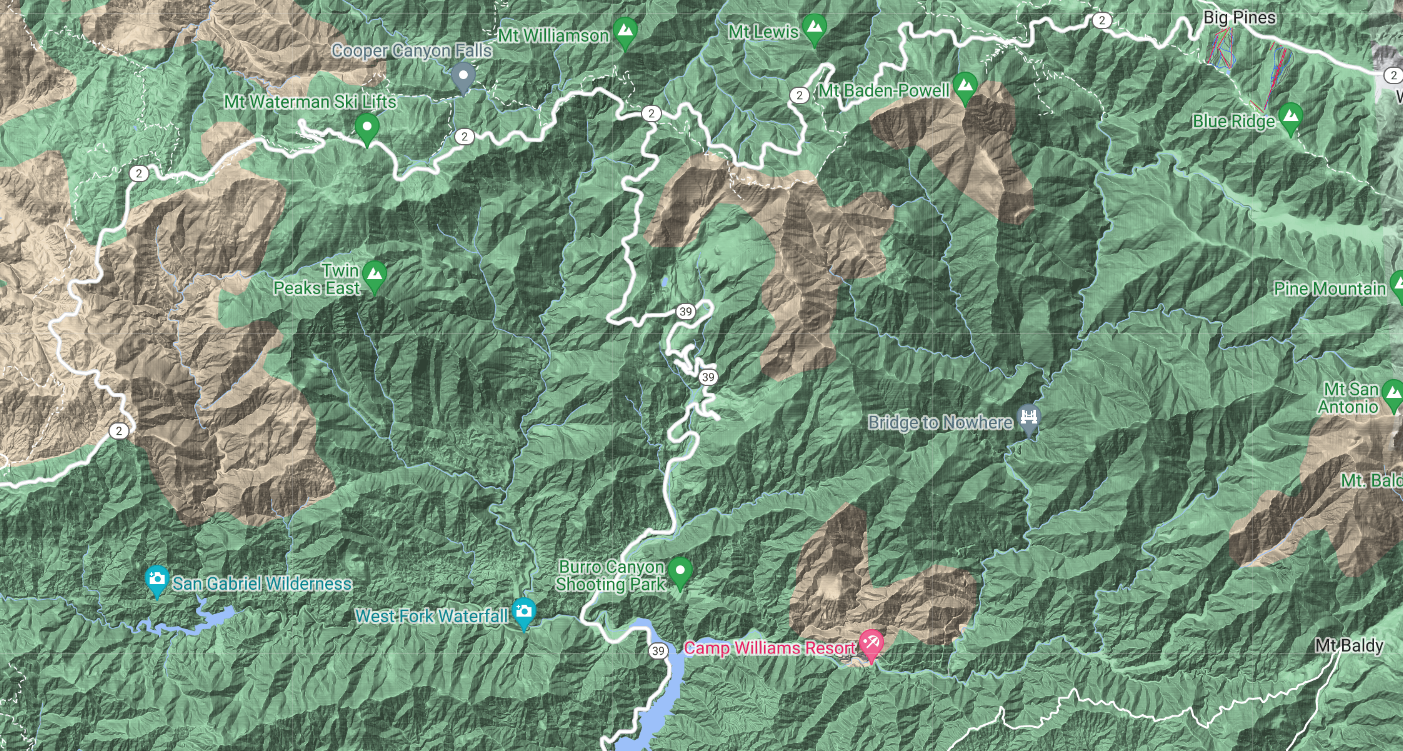 Big Pines
2
Mt Williamson
Mt Lewis
Cooper Canyon Falls
2
Mt Baden-Powell
2
Mt Waterman Ski Lifts
2
2
Blue Ridge
2
Twin
Peaks East
Pine Mountain
39
39
Mt San
Antonio
Bridge to Nowhere
2
Burro Canyon
Shooting Park
San Gabriel Wilderness
West Fork Waterfall
39
Camp Williams Resort
Mt Baldy